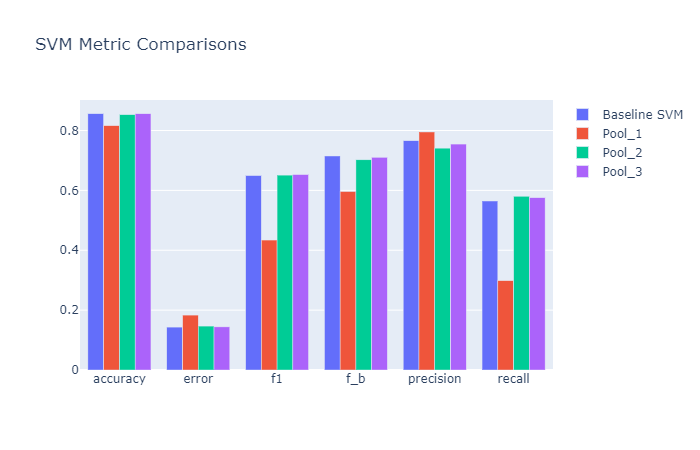 SVM Metric Comparisons
0.8
0.6
0.4
0.2
0
accuracy error f1 f_b precision recall
Baseline SVM
Pool_1
Pool_2
Pool_3